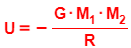 U = − G · M₁ · M₂ / R